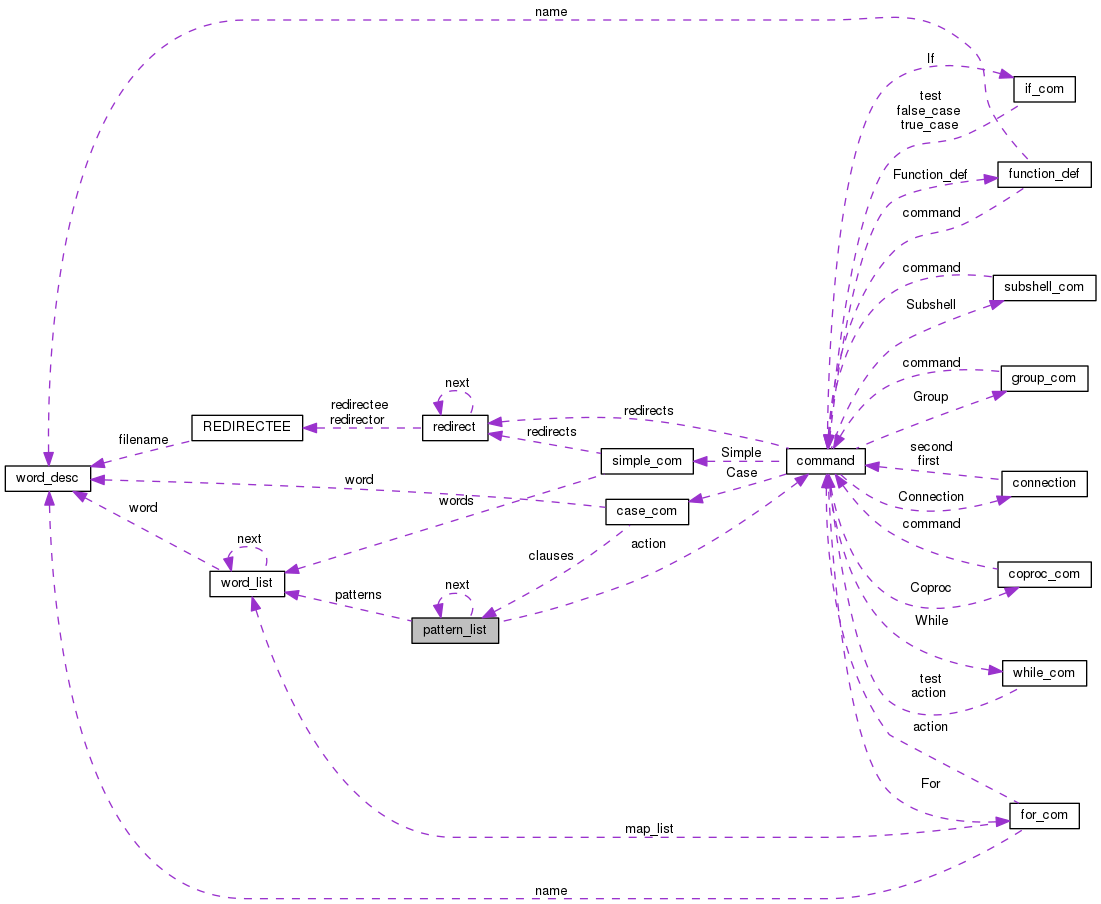 name
If
if_com
test
false_case
true_case
Function_def
function_def
command
command
subshell_com
Subshell
command
group_com
next
Group
redirectee
redirector
redirects
REDIRECTEE
redirect
filename
redirects
second
first
Simple
simple_com
command
word_desc
word
Case
connection
words
case_com
Connection
word
command
next
action
clauses
coproc_com
word_list
next
Coproc
patterns
pattern_list
While
while_com
test
action
action
For
for_com
map_list
name